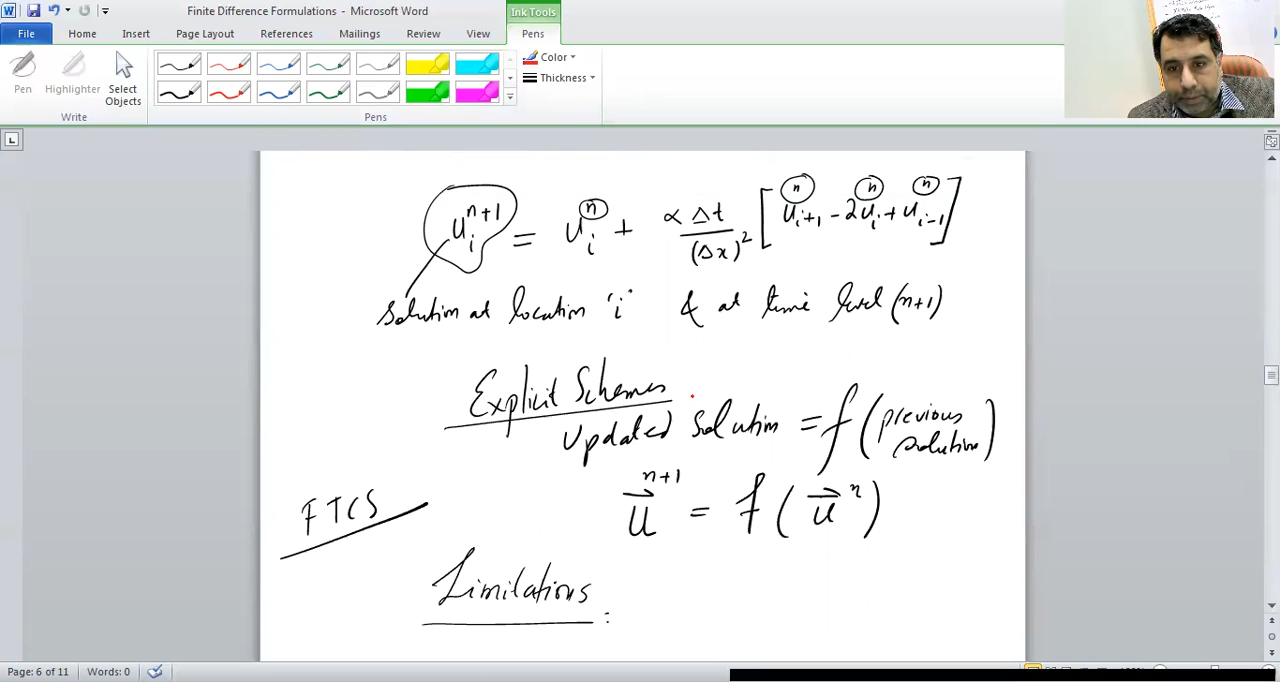 Finite Difference Formulations - Microsoft Word
Ink Tools
File Home Insert Page Layout References Mailings Review View Pens
Pen Highlighter Select Objects
Color
Thickness
Write
Pens
u_i^{n+1} = u_i^n + α Δt / (Δx)^2 [ u_{i+1}^n - 2u_i^n + u_{i-1}^n ]
Solution at location 'i' & at time level (n+1)
Explicit Schemes
Updated Solution = f (previous solution)
u⃗^{n+1} = f ( u⃗^n )
FTCS
Limitations :
Page: 6 of 11 Words: 0